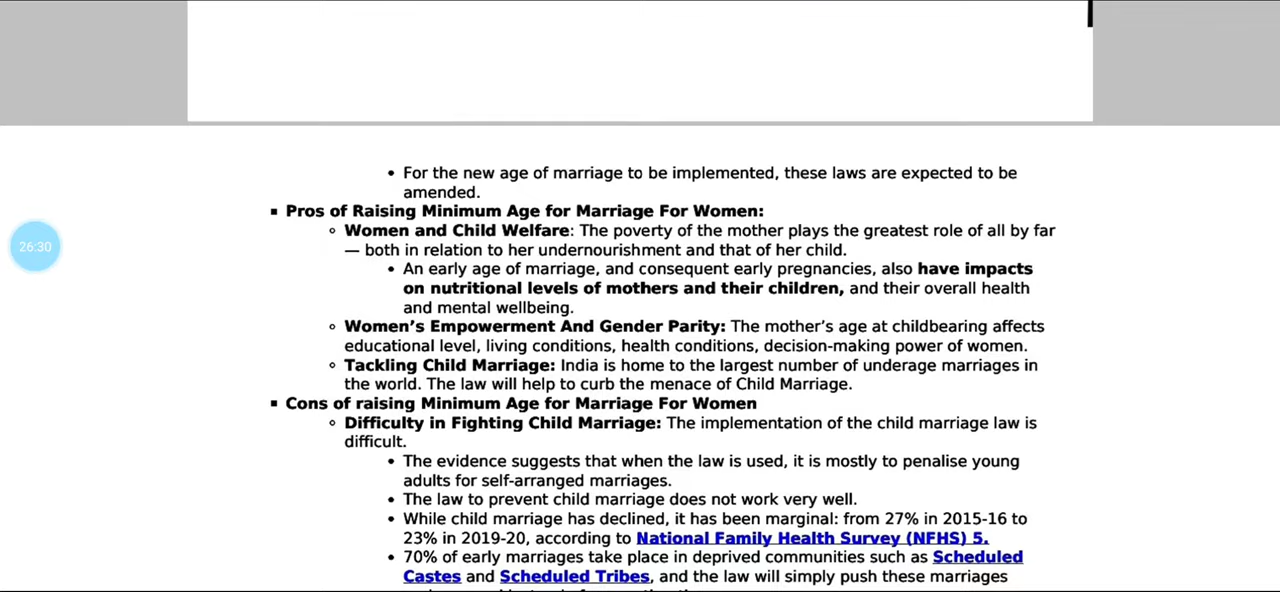 • For the new age of marriage to be implemented, these laws are expected to be
amended.
▪ Pros of Raising Minimum Age for Marriage For Women:
◦ Women and Child Welfare: The poverty of the mother plays the greatest role of all by far
— both in relation to her undernourishment and that of her child.
26:30
• An early age of marriage, and consequent early pregnancies, also have impacts
on nutritional levels of mothers and their children, and their overall health
and mental wellbeing.
◦ Women’s Empowerment And Gender Parity: The mother’s age at childbearing affects
educational level, living conditions, health conditions, decision-making power of women.
◦ Tackling Child Marriage: India is home to the largest number of underage marriages in
the world. The law will help to curb the menace of Child Marriage.
▪ Cons of raising Minimum Age for Marriage For Women
◦ Difficulty in Fighting Child Marriage: The implementation of the child marriage law is
difficult.
• The evidence suggests that when the law is used, it is mostly to penalise young
adults for self-arranged marriages.
• The law to prevent child marriage does not work very well.
• While child marriage has declined, it has been marginal: from 27% in 2015-16 to
23% in 2019-20, according to National Family Health Survey (NFHS) 5.
• 70% of early marriages take place in deprived communities such as Scheduled
Castes and Scheduled Tribes, and the law will simply push these marriages